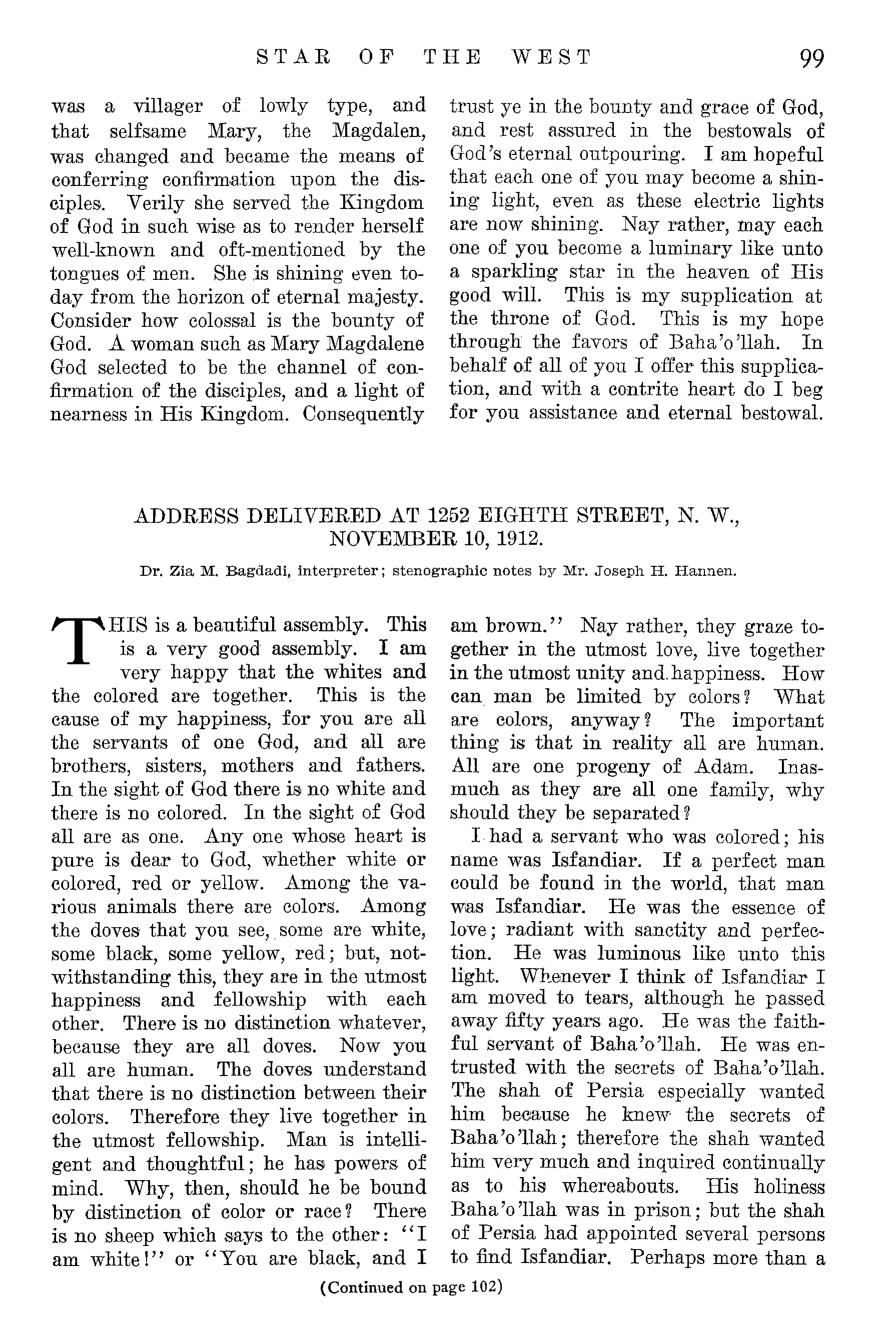 STAR OF THE WEST 99
was a villager of lowly type, and
that selfsame Mary, the Magdalen,
was changed and became the means of
conferring confirmation upon the dis-
ciples. Verily she served the Kingdom
of God in such wise as to render herself
well-known and oft-mentioned by the
tongues of men. She is shining even to-
day from the horizon of eternal majesty.
Consider how colossal is the bounty of
God. A woman such as Mary Magdalene
God selected to be the channel of con-
firmation of the disciples, and a light of
nearness in His Kingdom. Consequently
trust ye in the bounty and grace of God,
and rest assured in the bestowals of
God's eternal outpouring. I am hopeful
that each one of you may become a shin-
ing light, even as these electric lights
are now shining. Nay rather, may each
one of you become a luminary like unto
a sparkling star in the heaven of His
good will. This is my supplication at
the throne of God. This is my hope
through the favors of Baha'o'llah. In
behalf of all of you I offer this supplica-
tion, and with a contrite heart do I beg
for you assistance and eternal bestowal.
ADDRESS DELIVERED AT 1252 EIGHTH STREET, N. W.,
NOVEMBER 10, 1912.
Dr. Zia M. Bagdadi, interpreter; stenographic notes by Mr. Joseph H. Hannen.
THIS is a beautiful assembly. This
is a very good assembly. I am
very happy that the whites and
the colored are together. This is the
cause of my happiness, for you are all
the servants of one God, and all are
brothers, sisters, mothers and fathers.
In the sight of God there is no white and
there is no colored. In the sight of God
all are as one. Any one whose heart is
pure is dear to God, whether white or
colored, red or yellow. Among the va-
rious animals there are colors. Among
the doves that you see, some are white,
some black, some yellow, red; but, not-
withstanding this, they are in the utmost
happiness and fellowship with each
other. There is no distinction whatever,
because they are all doves. Now you
all are human. The doves understand
that there is no distinction between their
colors. Therefore they live together in
the utmost fellowship. Man is intelli-
gent and thoughtful; he has powers of
mind. Why, then, should he be bound
by distinction of color or race? There
is no sheep which says to the other: "I
am white!" or "You are black, and I
am brown." Nay rather, they graze to-
gether in the utmost love, live together
in the utmost unity and happiness. How
can man be limited by colors? What
are colors, anyway? The important
thing is that in reality all are human.
All are one progeny of Adam. Inas-
much as they are all one family, why
should they be separated?
I had a servant who was colored; his
name was Isfandiar. If a perfect man
could be found in the world, that man
was Isfandiar. He was the essence of
love; radiant with sanctity and perfec-
tion. He was luminous like unto this
light. Whenever I think of Isfandiar I
am moved to tears, although he passed
away fifty years ago. He was the faith-
ful servant of Baha'o'llah. He was en-
trusted with the secrets of Baha'o'llah.
The shah of Persia especially wanted
him because he knew the secrets of
Baha'o'llah; therefore the shah wanted
him very much and inquired continually
as to his whereabouts. His holiness
Baha'o'llah was in prison; but the shah
of Persia had appointed several persons
to find Isfandiar. Perhaps more than a
(Continued on page 102)